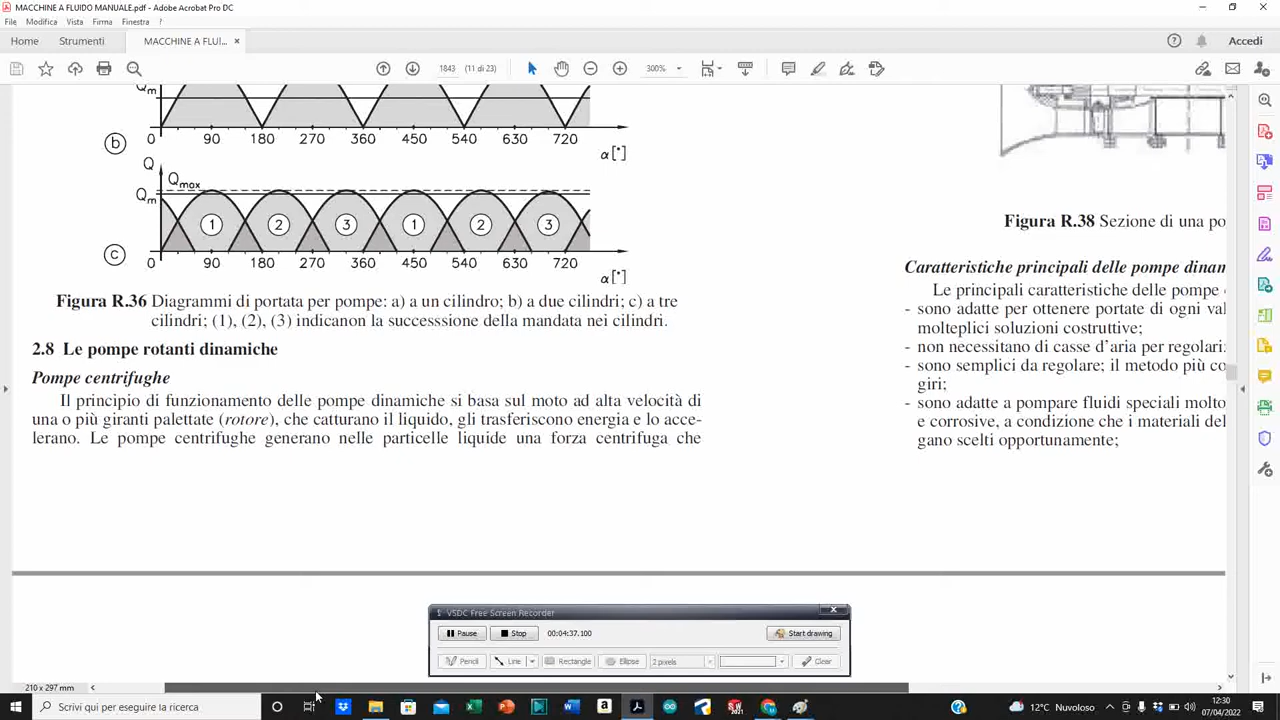 MACCHINE A FLUIDO MANUALE.pdf - Adobe Acrobat Pro DC
File Modifica Vista Firma Finestra ?
Home Strumenti MACCHINE A FLUI... × Accedi
1843 (11 di 23) 300%
Qm
0 90 180 270 360 450 540 630 720
b
α[°]
Q
Qmax
Qm
1 2 3 1 2 3
c
0 90 180 270 360 450 540 630 720
α[°]
Figura R.36 Diagrammi di portata per pompe: a) a un cilindro; b) a due cilindri; c) a tre
cilindri; (1), (2), (3) indicanon la successsione della mandata nei cilindri.
2.8 Le pompe rotanti dinamiche
Pompe centrifughe
Il principio di funzionamento delle pompe dinamiche si basa sul moto ad alta velocità di
una o più giranti palettate (rotore), che catturano il liquido, gli trasferiscono energia e lo acce-
lerano. Le pompe centrifughe generano nelle particelle liquide una forza centrifuga che
Figura R.38 Sezione di una po
Caratteristiche principali delle pompe dinam
Le principali caratteristiche delle pompe
- sono adatte per ottenere portate di ogni val
molteplici soluzioni costruttive;
- non necessitano di casse d'aria per regolari
- sono semplici da regolare; il metodo più co
giri;
- sono adatte a pompare fluidi speciali molto
e corrosive, a condizione che i materiali del
gano scelti opportunamente;
VSDC Free Screen Recorder
Pause Stop 00:04:37.100 Start drawing
Pencil Line Rectangle Ellipse 2 pixels Clear
210 x 297 mm
Scrivi qui per eseguire la ricerca
12°C Nuvoloso
12:30
07/04/2022